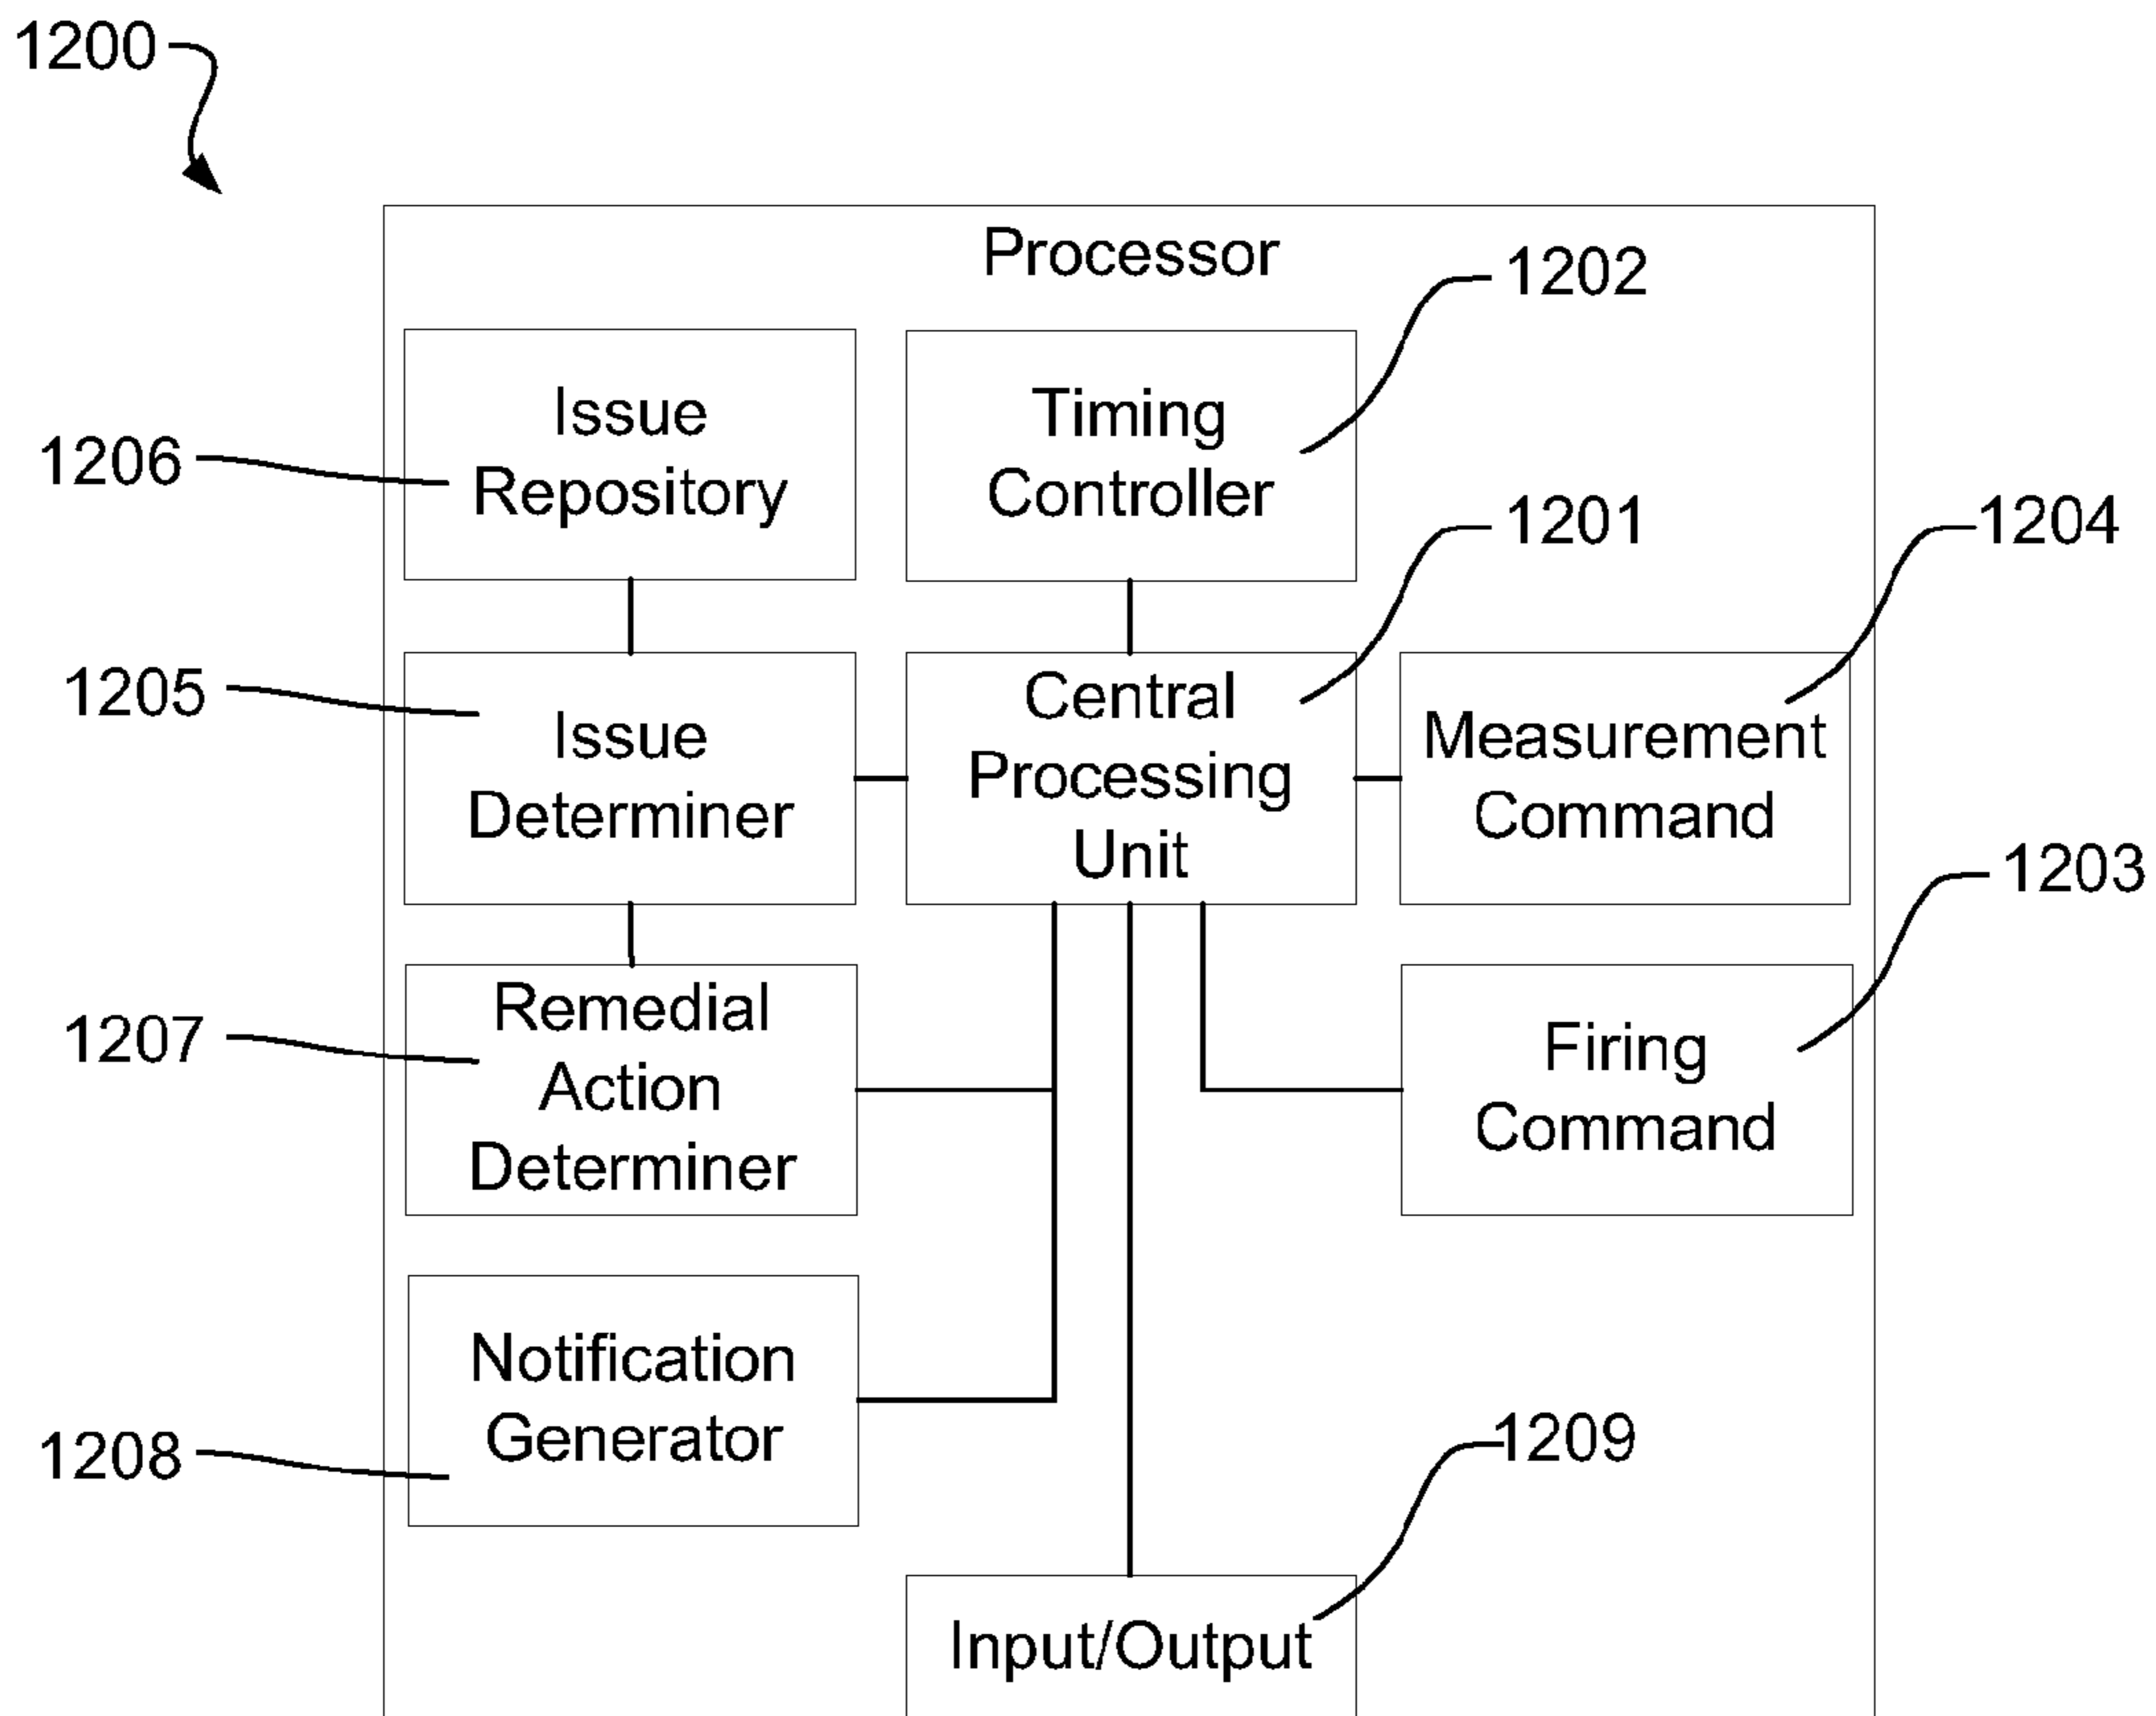 1200
Processor
1202
Issue
Repository
Timing
Controller
1206
1201
1204
1205
Issue
Determiner
Central
Processing
Unit
Measurement
Command
1203
1207
Remedial
Action
Determiner
Firing
Command
Notification
Generator
1208
1209
Input/Output